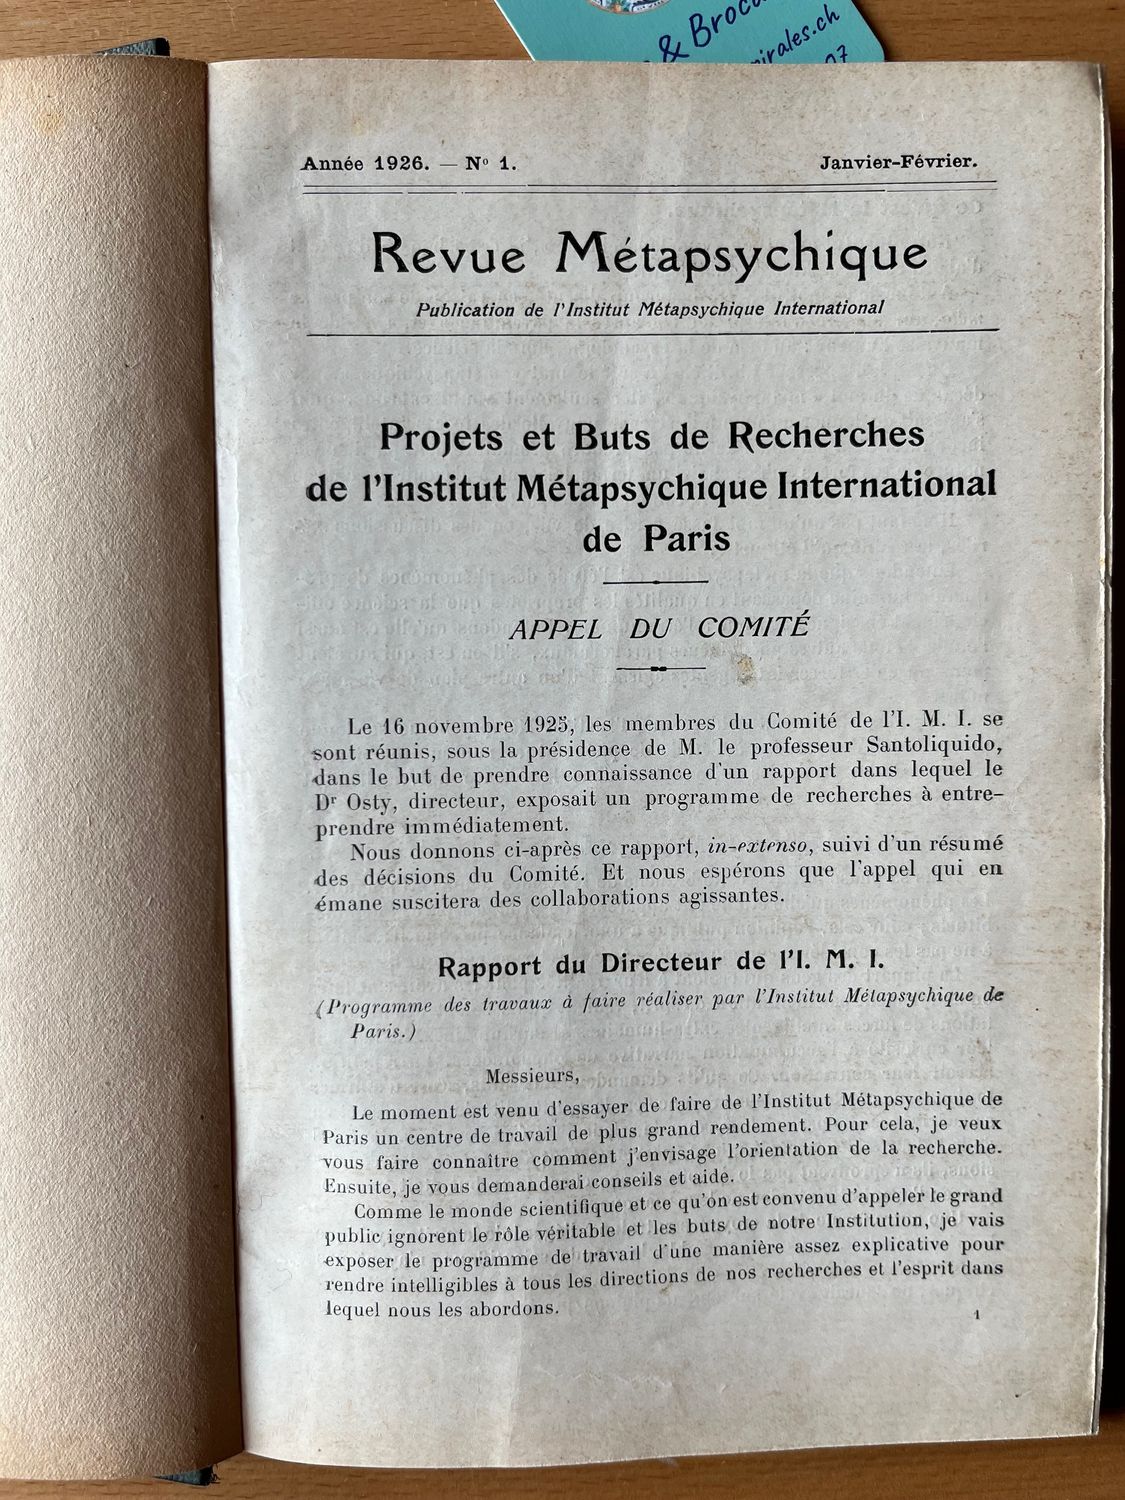 & Broca
irales.ch
07
Année 1926. — Nº 1. Janvier-Février.
Revue Métapsychique
Publication de l'Institut Métapsychique International
Projets et Buts de Recherches
de l'Institut Métapsychique International
de Paris
APPEL DU COMITÉ
Le 16 novembre 1925, les membres du Comité de l'I. M. I. se
sont réunis, sous la présidence de M. le professeur Santoliquido,
dans le but de prendre connaissance d'un rapport dans lequel le
Dr Osty, directeur, exposait un programme de recherches à entre-
prendre immédiatement.
Nous donnons ci-après ce rapport, in-extenso, suivi d'un résumé
des décisions du Comité. Et nous espérons que l'appel qui en
émane suscitera des collaborations agissantes.
Rapport du Directeur de l'I. M. I.
(Programme des travaux à faire réaliser par l'Institut Métapsychique de
Paris.)
Messieurs,
Le moment est venu d'essayer de faire de l'Institut Métapsychique de
Paris un centre de travail de plus grand rendement. Pour cela, je veux
vous faire connaître comment j'envisage l'orientation de la recherche.
Ensuite, je vous demanderai conseils et aide.
Comme le monde scientifique et ce qu'on est convenu d'appeler le grand
public ignorent le rôle véritable et les buts de notre Institution, je vais
exposer le programme de travail d'une manière assez explicative pour
rendre intelligibles à tous les directions de nos recherches et l'esprit dans
lequel nous les abordons.
1